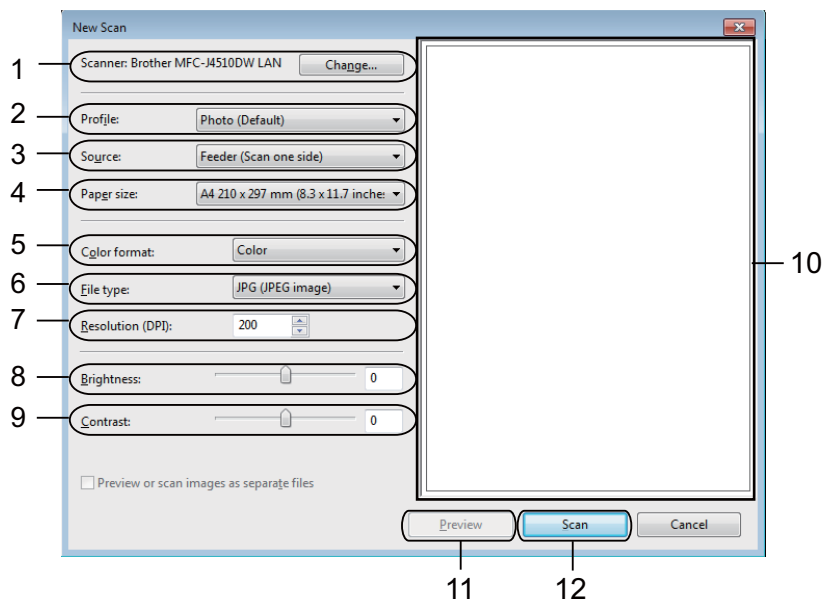 New Scan
1 Scanner: Brother MFC-J4510DW LAN Change...
2 Profile: Photo (Default)
3 Source: Feeder (Scan one side)
4 Paper size: A4 210 x 297 mm (8.3 x 11.7 inche:
5 Color format: Color
10
6 File type: JPG (JPEG image)
7 Resolution (DPI): 200
8 Brightness: 0
9 Contrast: 0
Preview or scan images as separate files
Preview Scan Cancel
11 12